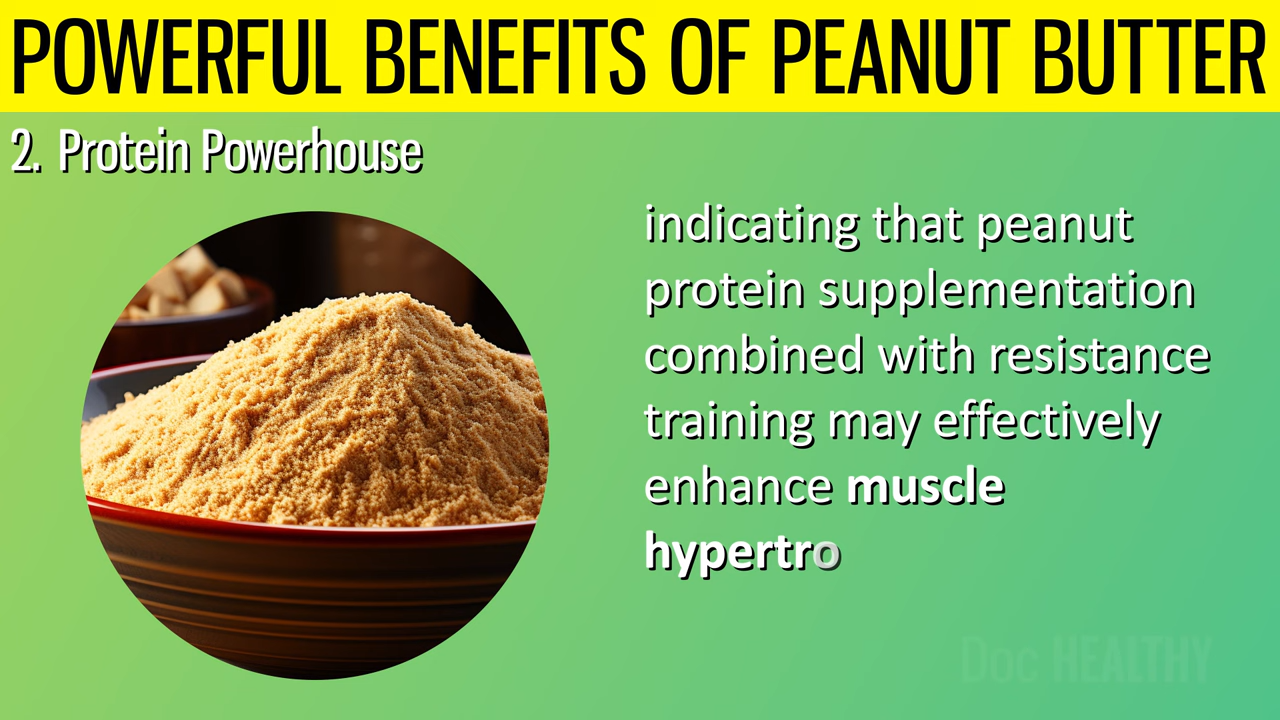 POWERFUL BENEFITS OF PEANUT BUTTER
2. Protein Powerhouse
indicating that peanut
protein supplementation
combined with resistance
training may effectively
enhance muscle
hypertro
Doc HEALTHY